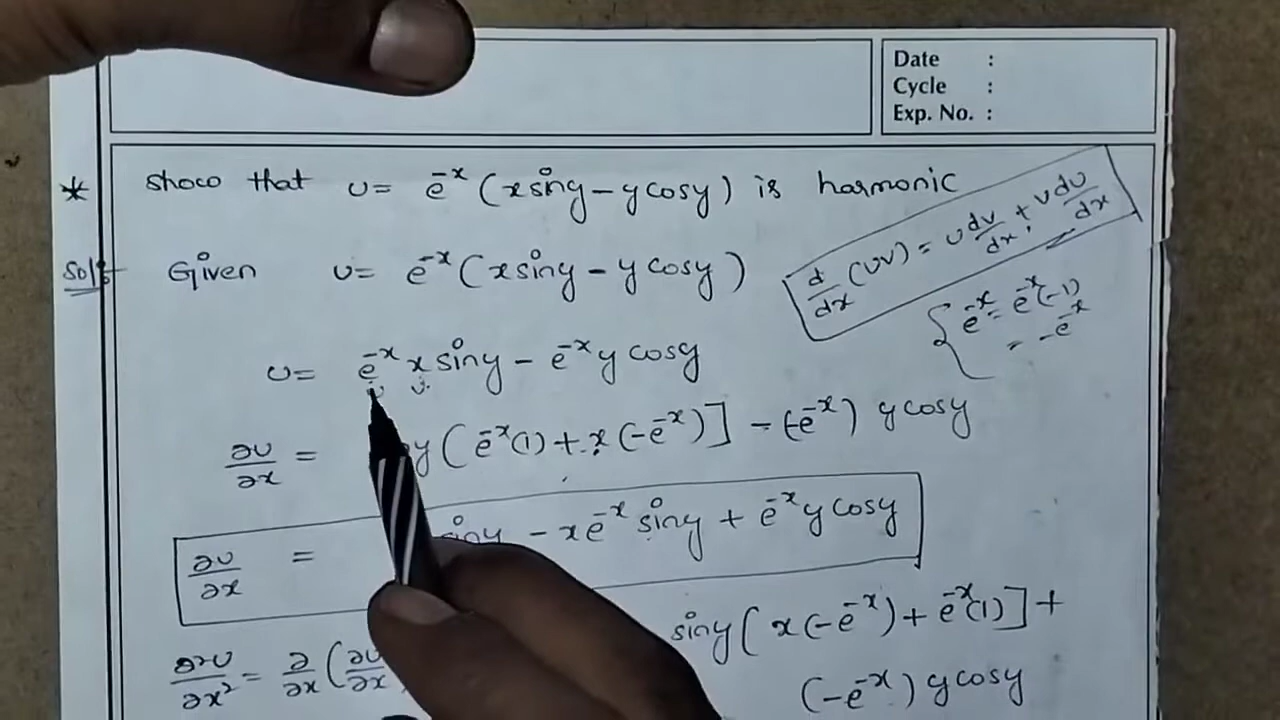 Date :
Cycle :
Exp. No. :
* Show that u = e^-x (x sin y - y cos y) is harmonic
Sol:- Given u = e^-x (x sin y - y cos y)
d/dx (UV) = U dv/dx + V du/dx
{ e^-x = e^-x (-1)
= -e^-x
u = e^-x x sin y - e^-x y cos y
∂u/∂x = y ( e^-x (1) + x (-e^-x) ] - (-e^-x) y cos y
∂u/∂x = sin y - x e^-x sin y + e^-x y cos y
sin y ( x (-e^-x) + e^-x (1) ] +
∂²u/∂x² = ∂/∂x ( ∂u/∂x
(-e^-x) y cos y